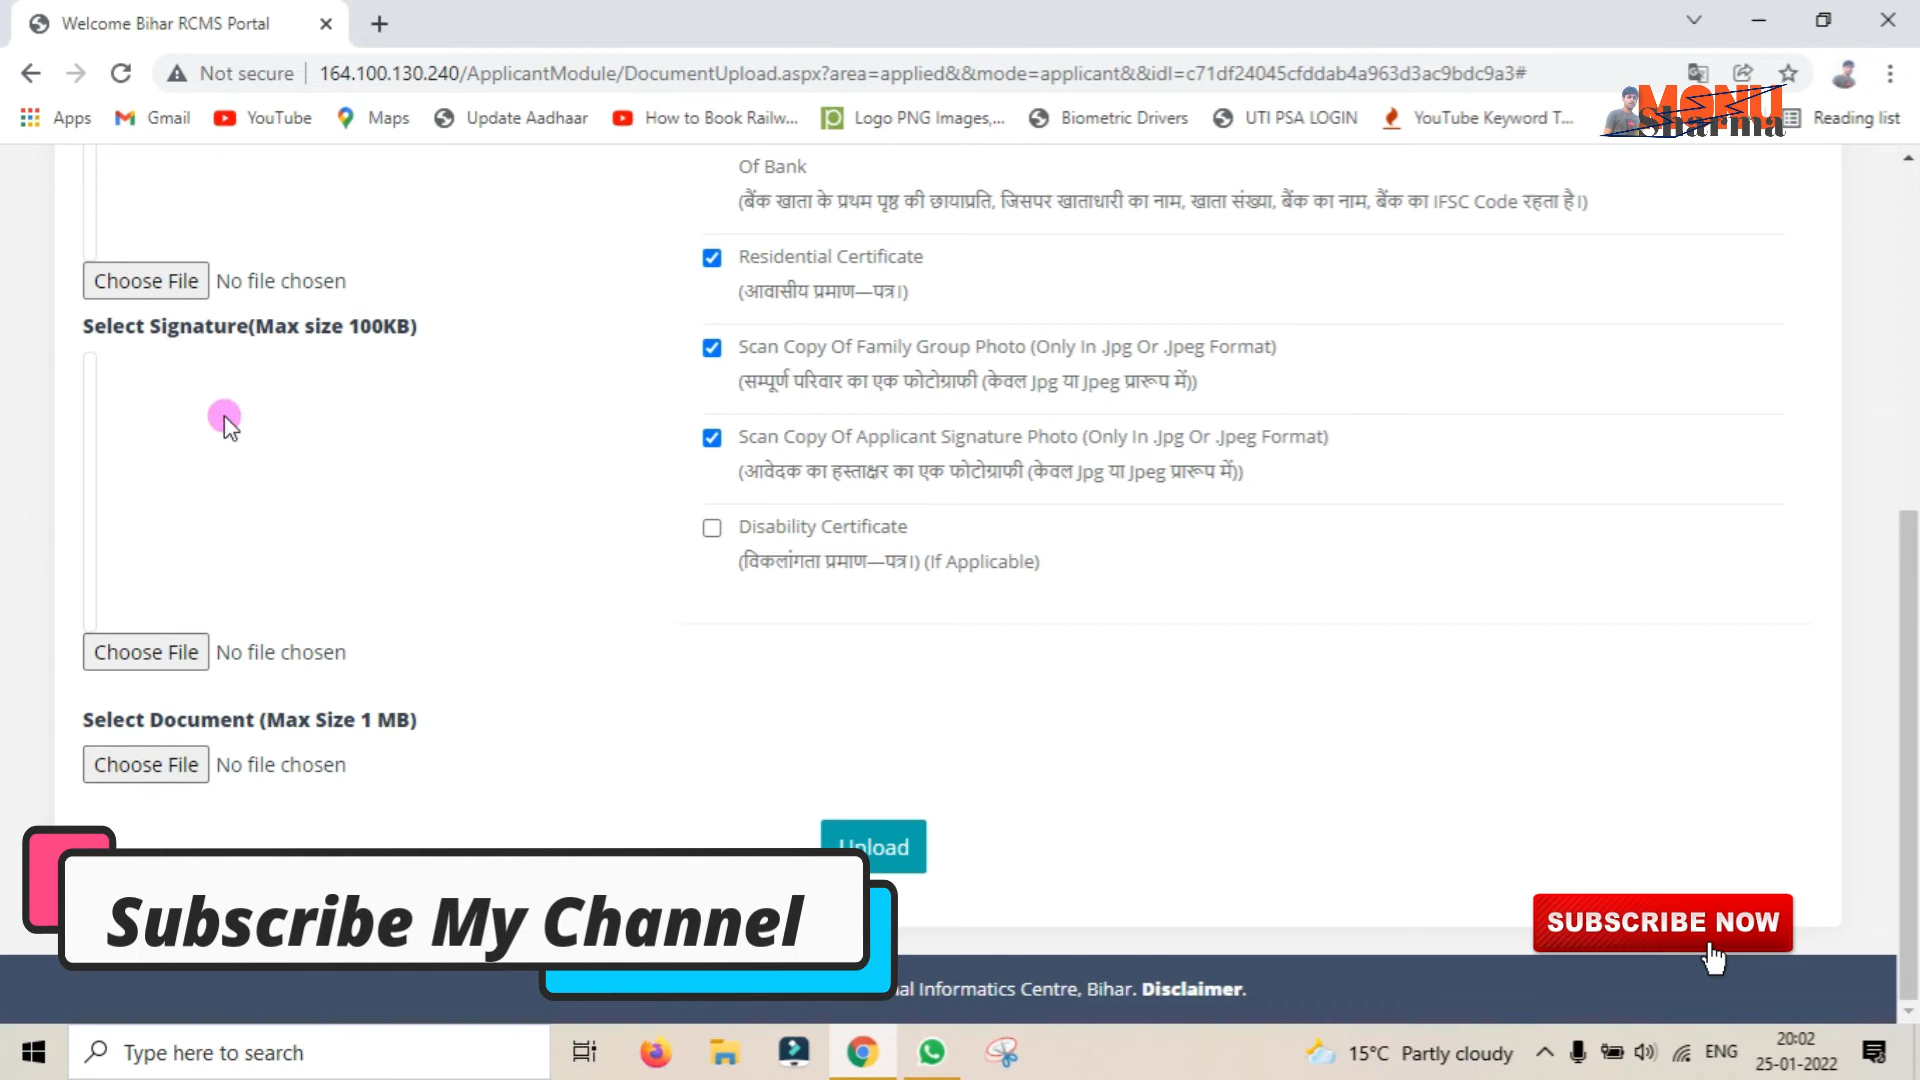 Welcome Bihar RCMS Portal
Not secure
164.100.130.240/ApplicantModule/DocumentUpload.aspx?area=applied&&mode=applicant&&idl=c71df24045cfddab4a963d3ac9bdc9a3#
Apps
Gmail
YouTube
Maps
Update Aadhaar
How to Book Railw...
Logo PNG Images,...
Biometric Drivers
UTI PSA LOGIN
YouTube Keyword T...
MONU
Sharma
Reading list
Of Bank
(बैंक खाता के प्रथम पृष्ठ की छायाप्रति, जिसपर खाताधारी का नाम, खाता संख्या, बैंक का नाम, बैंक का IFSC Code रहता है।)
Residential Certificate
(आवासीय प्रमाण—पत्र।)
Choose File No file chosen
Select Signature(Max size 100KB)
Scan Copy Of Family Group Photo (Only In .Jpg Or .Jpeg Format)
(सम्पूर्ण परिवार का एक फोटोग्राफी (केवल Jpg या Jpeg प्रारूप में))
Scan Copy Of Applicant Signature Photo (Only In .Jpg Or .Jpeg Format)
(आवेदक का हस्ताक्षर का एक फोटोग्राफी (केवल Jpg या Jpeg प्रारूप में))
Disability Certificate
(विकलांगता प्रमाण—पत्र।) (If Applicable)
Choose File No file chosen
Select Document (Max Size 1 MB)
Choose File No file chosen
Upload
Subscribe My Channel
SUBSCRIBE NOW
Informatics Centre, Bihar. Disclaimer.
Type here to search
15°C Partly cloudy
ENG
20:02
25-01-2022